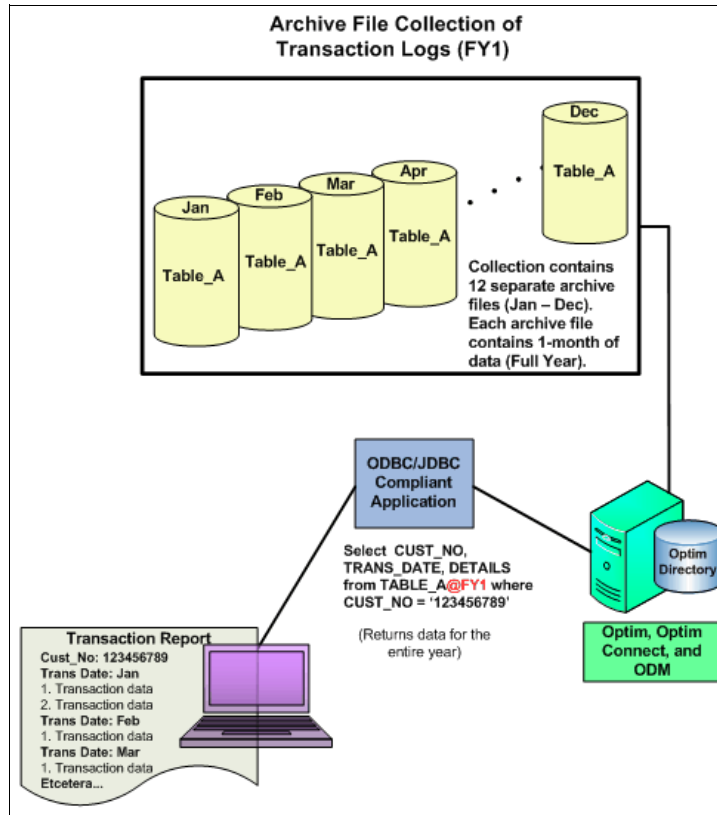 Archive File Collection of
Transaction Logs (FY1)
Dec
Table_A
Apr
Table_A
Mar
Table_A
Feb
Table_A
Jan
Table_A
Collection contains
12 separate archive
files (Jan – Dec).
Each archive file
contains 1-month of
data (Full Year).
ODBC/JDBC
Compliant
Application
Select CUST_NO,
TRANS_DATE, DETAILS
from TABLE_A@FY1 where
CUST_NO = ‘123456789’
(Returns data for the
entire year)
Optim
Directory
Optim, Optim
Connect, and
ODM
Transaction Report
Cust_No: 123456789
Trans Date: Jan
1. Transaction data
2. Transaction data
Trans Date: Feb
1. Transaction data
Trans Date: Mar
1. Transaction data
Etcetera...